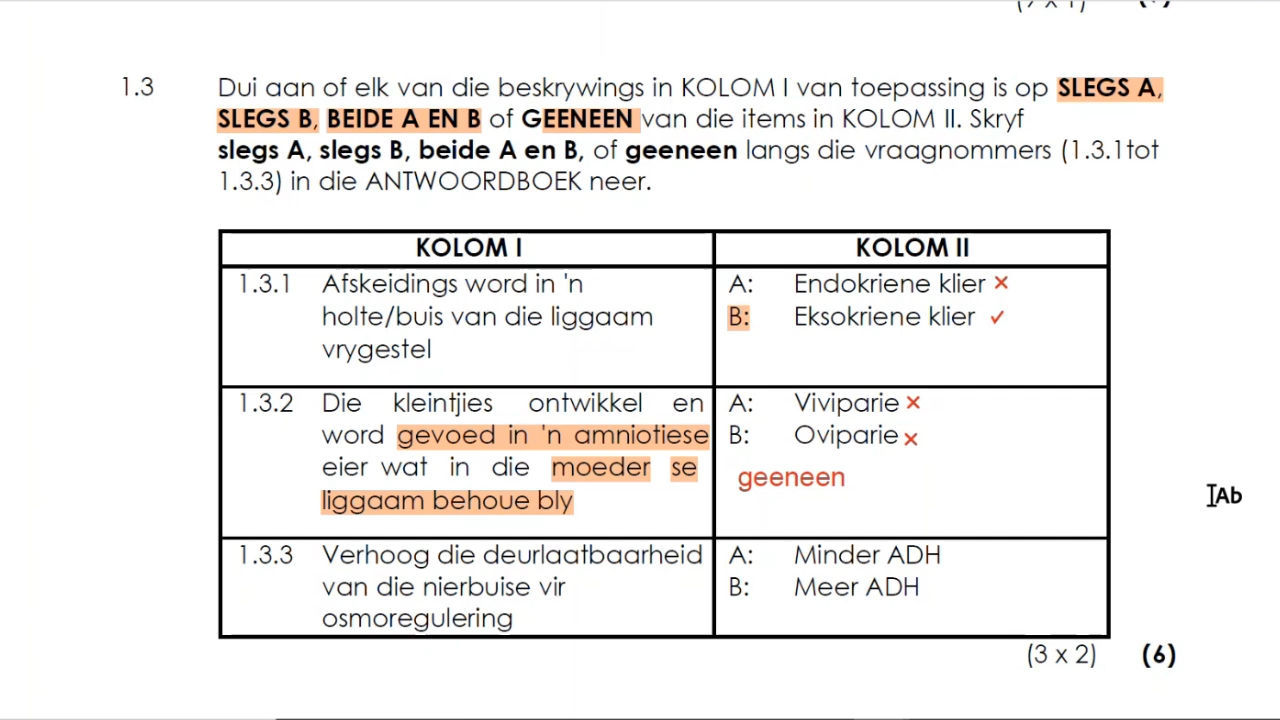 1.3 Dui aan of elk van die beskrywings in KOLOM I van toepassing is op SLEGS A,
SLEGS B, BEIDE A EN B of GEENEEN van die items in KOLOM II. Skryf
slegs A, slegs B, beide A en B, of geeneen langs die vraagnommers (1.3.1tot
1.3.3) in die ANTWOORDBOEK neer.
KOLOM I KOLOM II
1.3.1 Afskeidings word in 'n A: Endokriene klier ×
holte/buis van die liggaam B: Eksokriene klier ✓
vrygestel
1.3.2 Die kleintjies ontwikkel en A: Viviparie ×
word gevoed in 'n amniotiese B: Oviparie ×
eier wat in die moeder se geeneen
liggaam behoue bly
1.3.3 Verhoog die deurlaatbaarheid A: Minder ADH
van die nierbuise vir B: Meer ADH
osmoregulering
(3 x 2) (6)
Ab